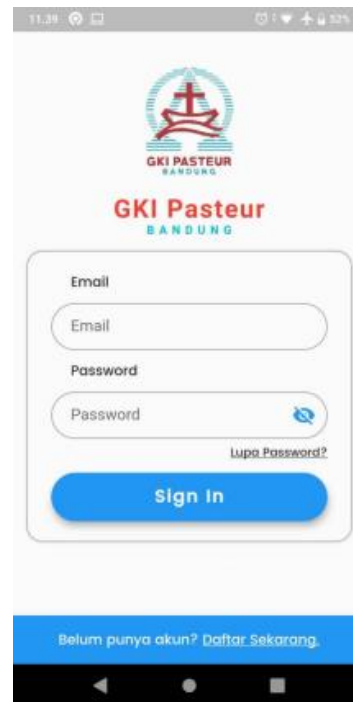 11.39
52%
GKI PASTEUR
BANDUNG
GKI Pasteur
BANDUNG
Email
Email
Password
Password
Lupa Password?
Sign In
Belum punya akun? Daftar Sekarang.